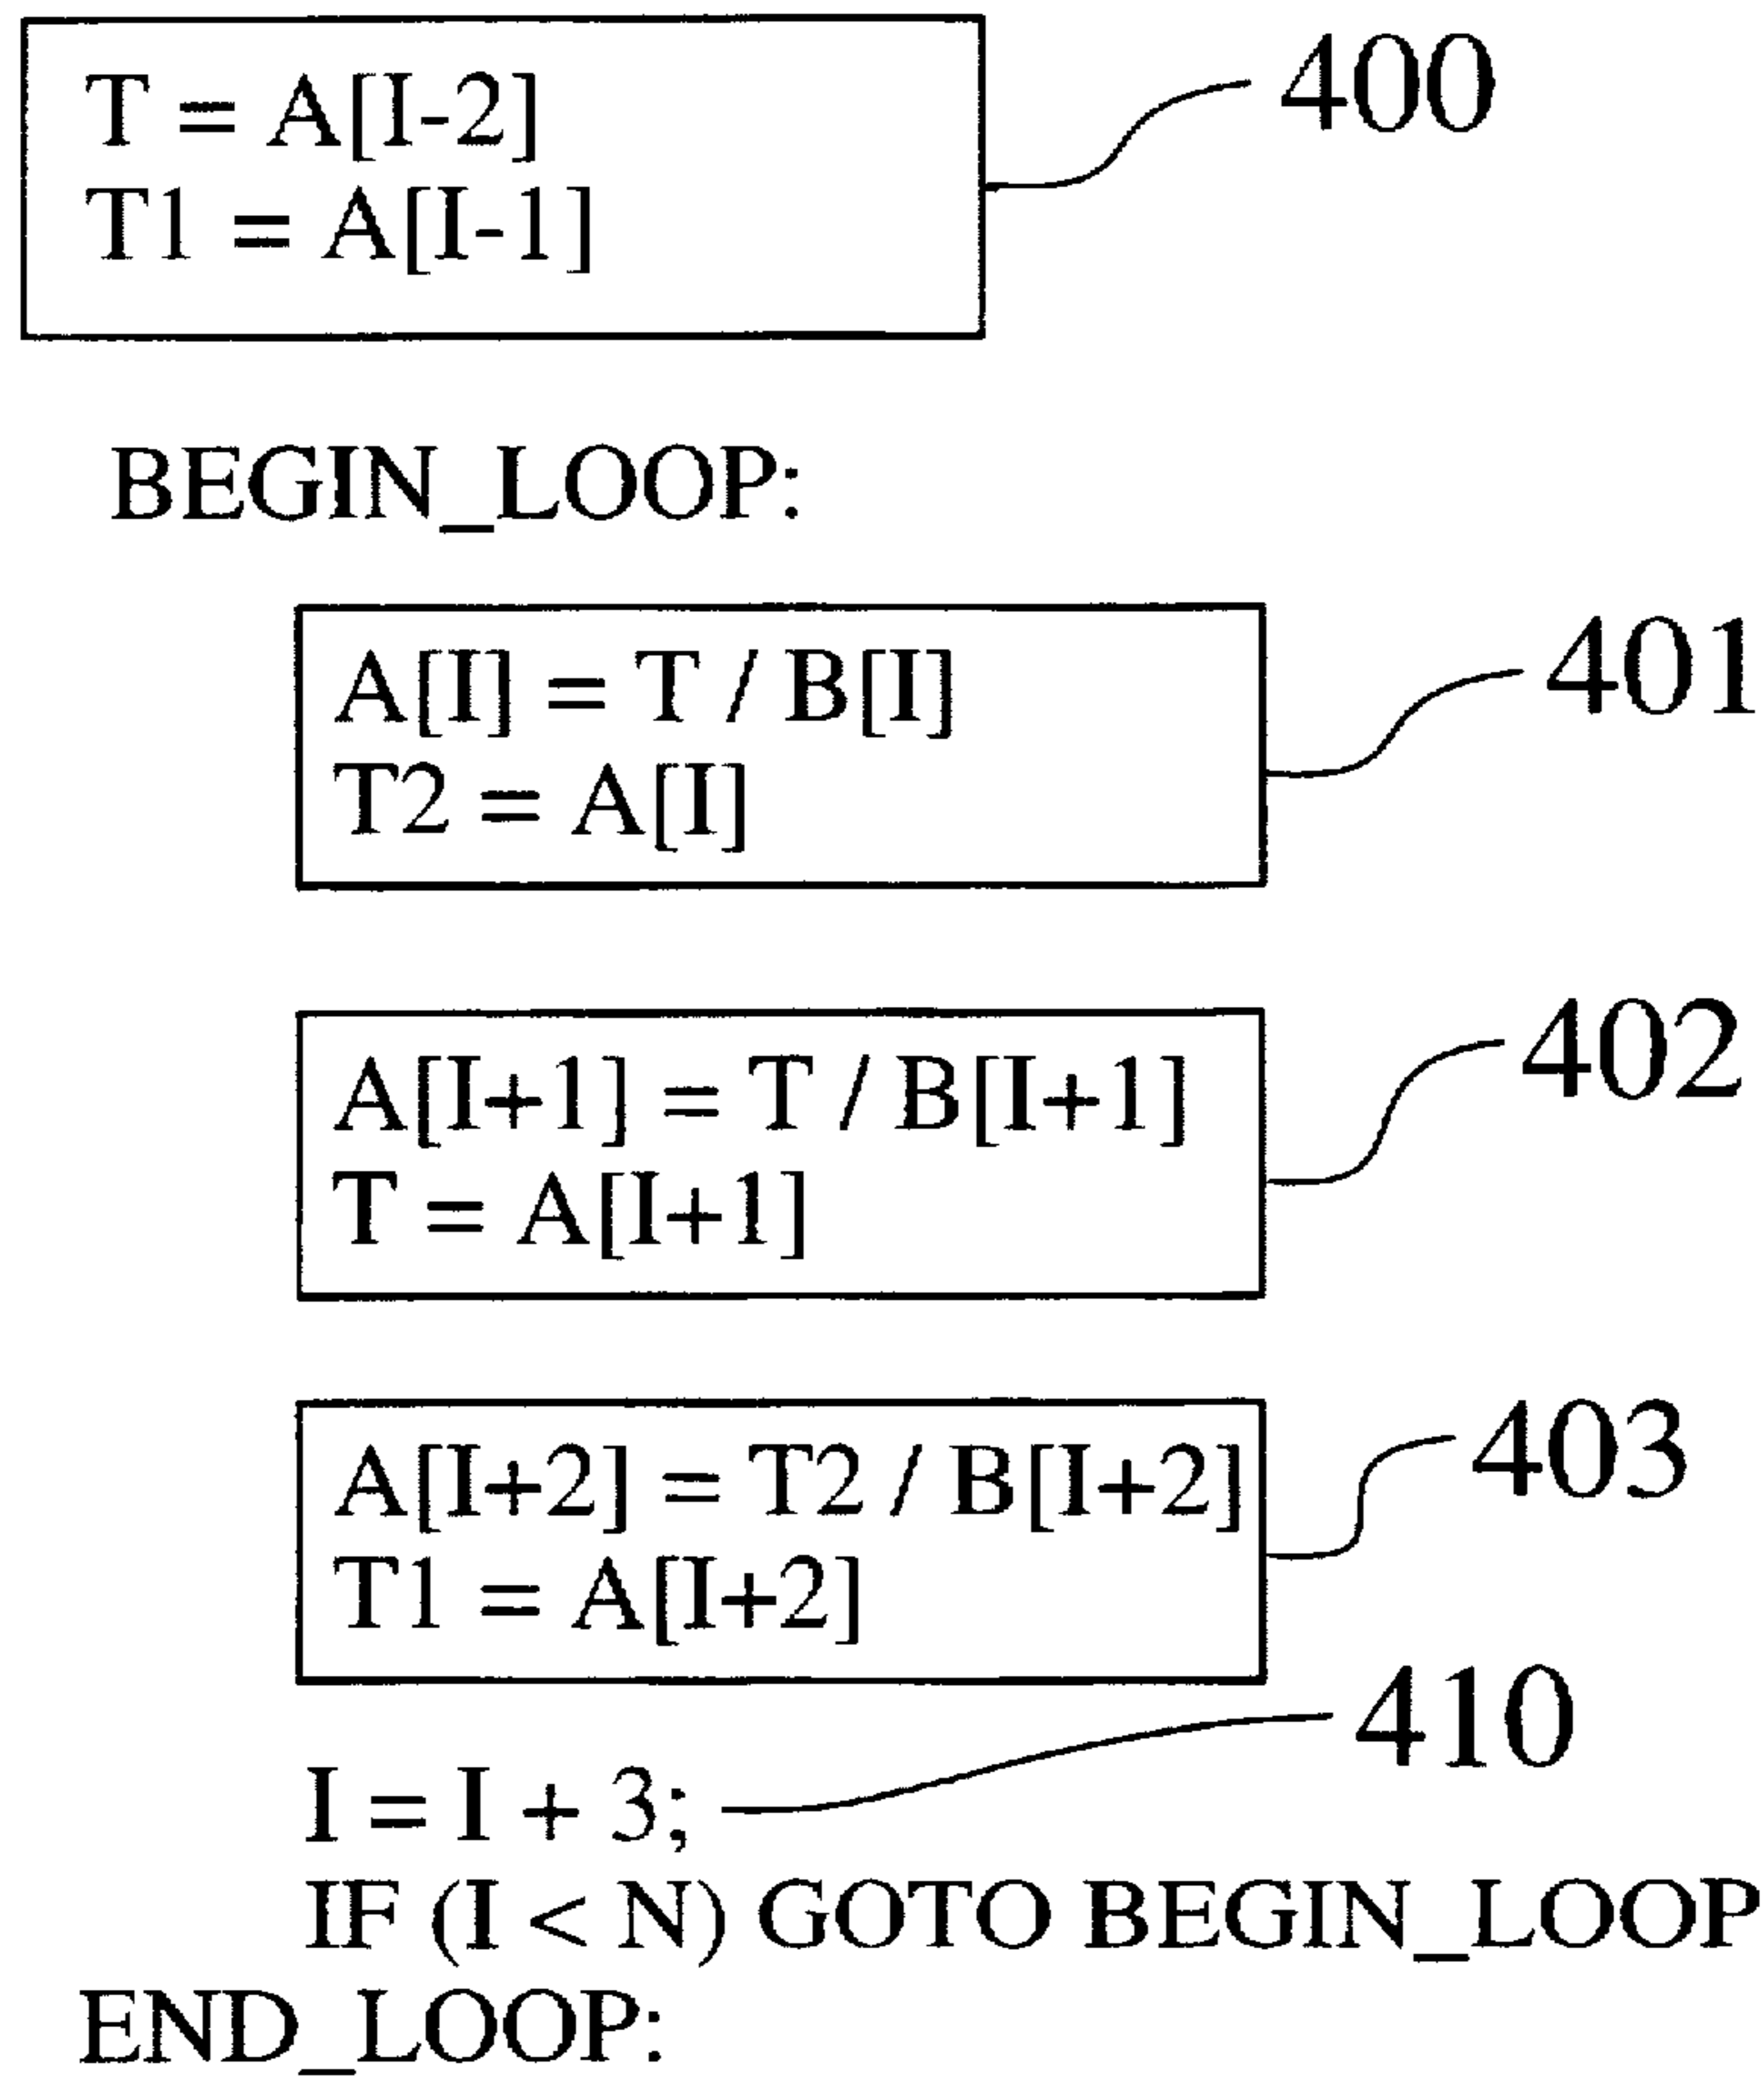 T = A[I-2]
400
T1 = A[I-1]
BEGIN_LOOP:
A[I] = T / B[I]
401
T2 = A[I]
402
A[I+1] = T / B[I+1]
T = A[I+1]
403
A[I+2] = T2 / B[I+2]
T1 = A[I+2]
410
I = I + 3;
IF (I < N) GOTO BEGIN_LOOP
END_LOOP: